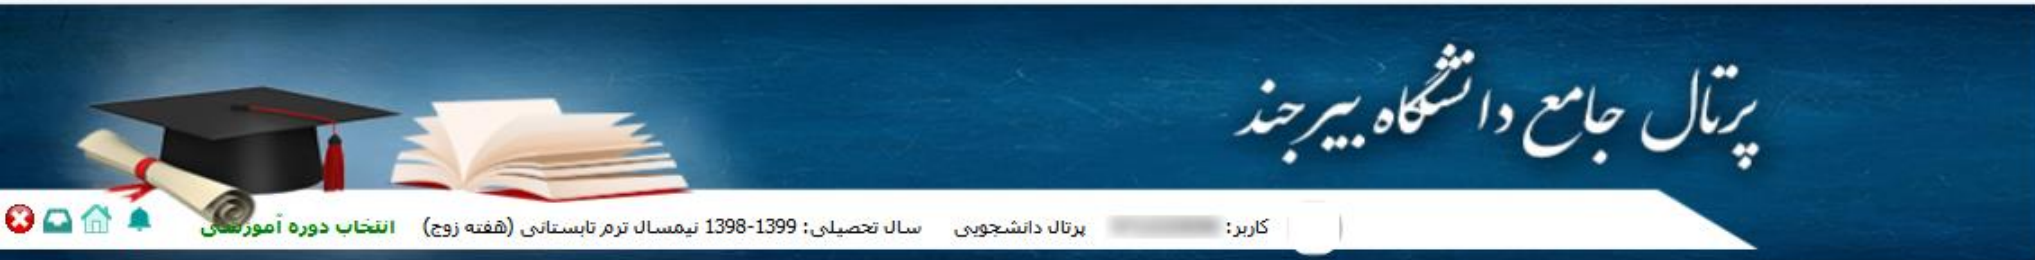 پرتال جامع دانشگاه بیرجند
کاربر: پرتال دانشجویی سال تحصیلی: 1399-1398 نیمسال ترم تابستانی (هفته زوج) انتخاب دوره آموزشی